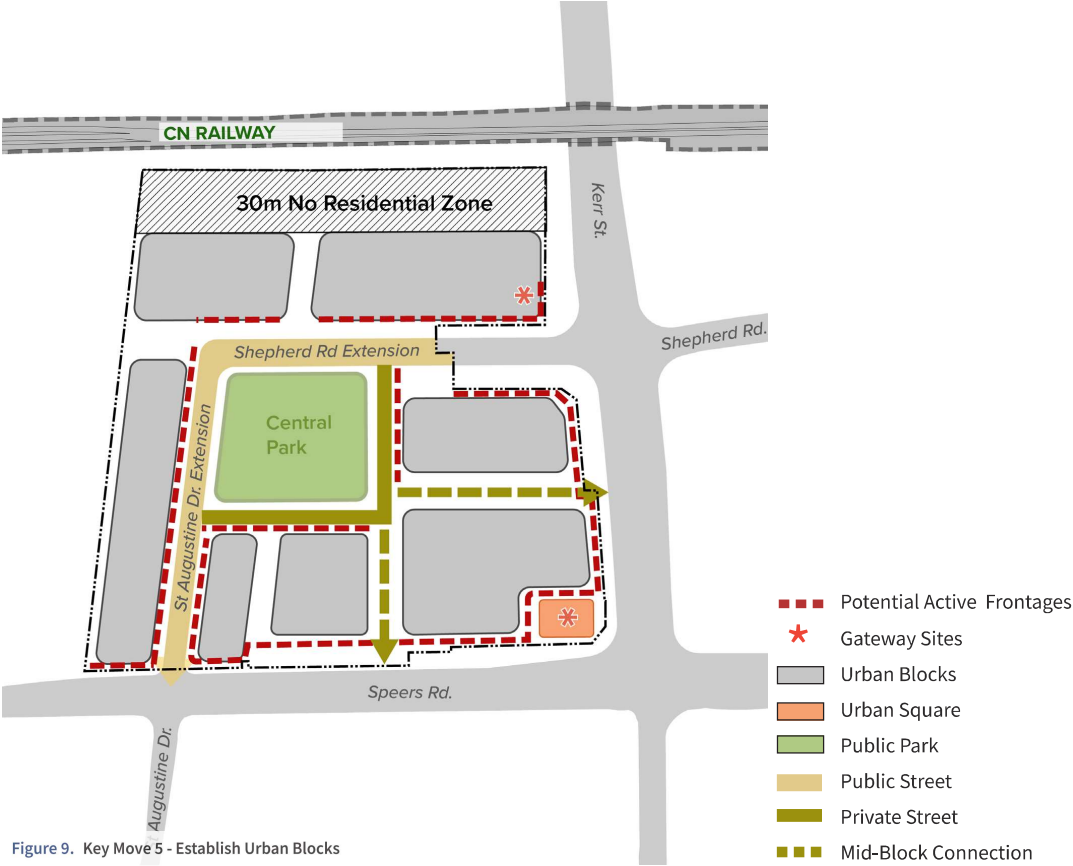 CN RAILWAY
30m No Residential Zone
Kerr St.
Shepherd Rd.
Shepherd Rd Extension
Central
Park
St Augustine Dr. Extension
Speers Rd.
St Augustine Dr.
Potential Active Frontages
Gateway Sites
Urban Blocks
Urban Square
Public Park
Public Street
Private Street
Mid-Block Connection
Figure 9. Key Move 5 - Establish Urban Blocks